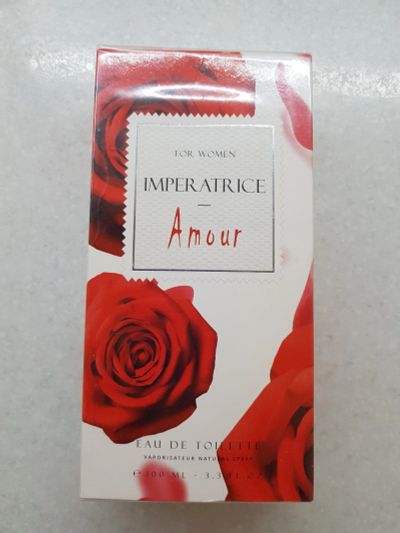 FOR WOMEN
IMPERATRICE
Amour
EAU DE TOILETTE
VAPORISATEUR NATURAL SPRAY
℮100 ML - 3.3 FL OZ